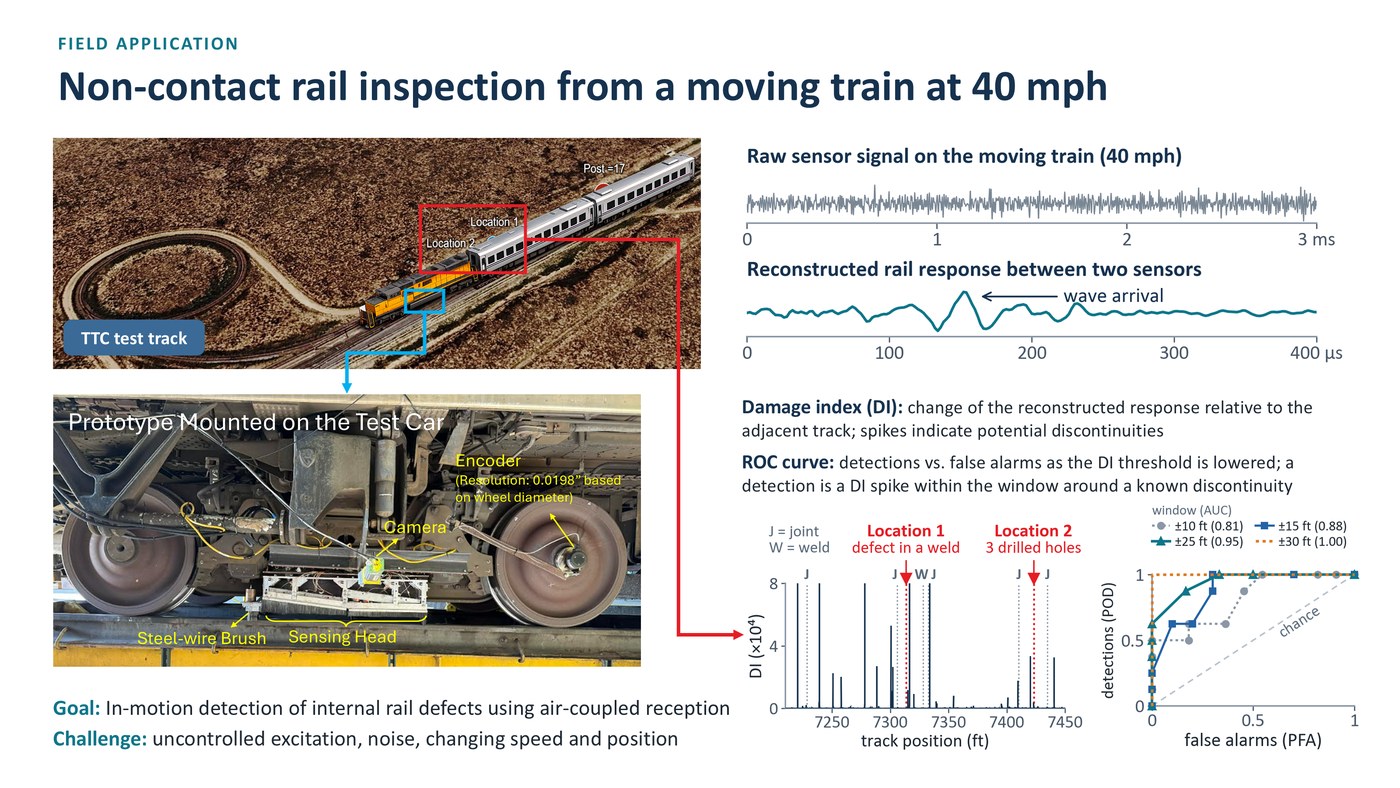 FIELD APPLICATION
Non-contact rail inspection from a moving train at 40 mph
Post =17
Location 1
Location 2
TTC test track
Prototype Mounted on the Test Car
Encoder
(Resolution: 0.0198" based
on wheel diameter)
Camera
Steel-wire Brush
Sensing Head
Goal: In-motion detection of internal rail defects using air-coupled reception
Challenge: uncontrolled excitation, noise, changing speed and position
Raw sensor signal on the moving train (40 mph)
0 1 2 3 ms
Reconstructed rail response between two sensors
wave arrival
0 100 200 300 400 µs
Damage index (DI): change of the reconstructed response relative to the
adjacent track; spikes indicate potential discontinuities
ROC curve: detections vs. false alarms as the DI threshold is lowered; a
detection is a DI spike within the window around a known discontinuity
J = joint
W = weld
Location 1
defect in a weld
Location 2
3 drilled holes
J J W J J J
DI (×10⁴)
8
4
0
7250 7300 7350 7400 7450
track position (ft)
window (AUC)
±10 ft (0.81) ±15 ft (0.88)
±25 ft (0.95) ±30 ft (1.00)
detections (POD)
1
0.5
0
chance
0 0.5 1
false alarms (PFA)